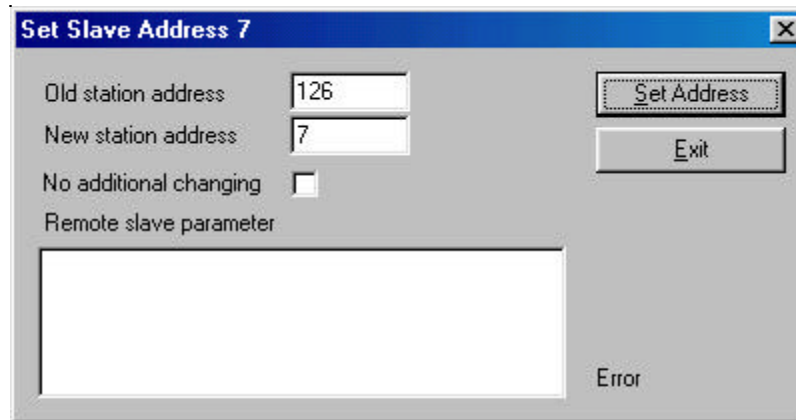 Set Slave Address 7
Old station address 126 Set Address
New station address 7 Exit
No additional changing
Remote slave parameter
Error